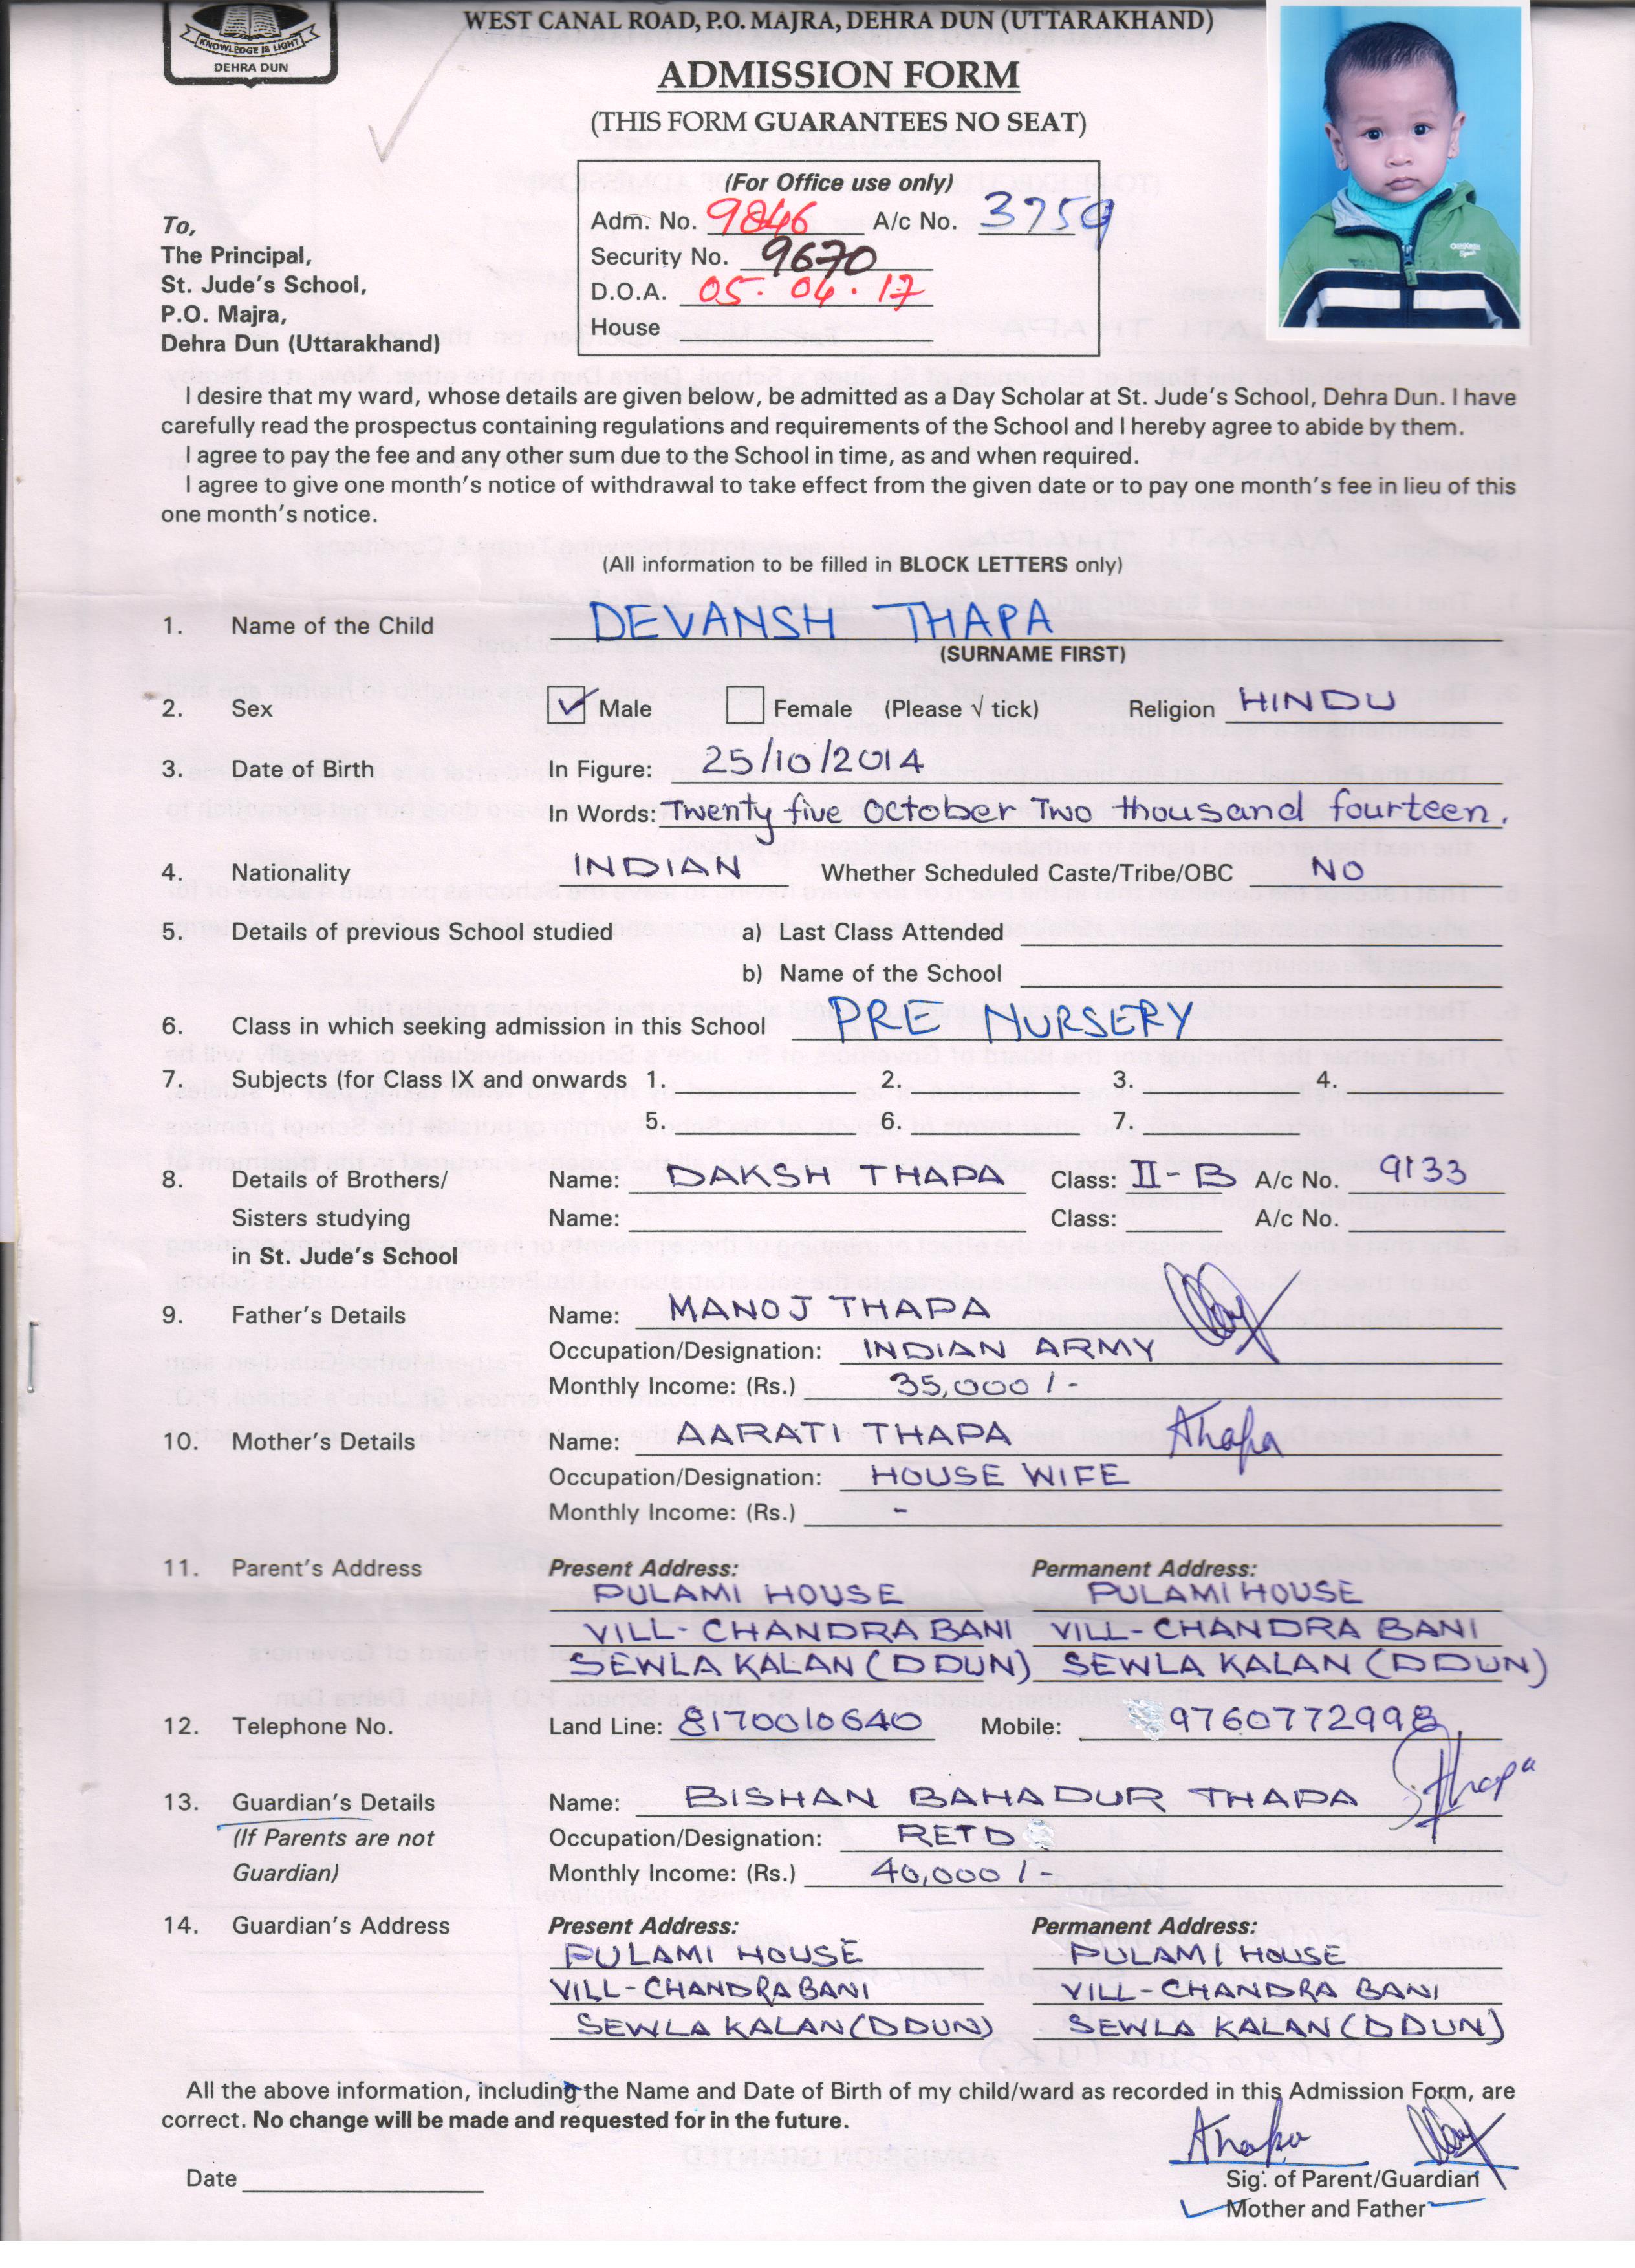 KNOWLEDGE IS LIGHT
DEHRA DUN
WEST CANAL ROAD, P.O. MAJRA, DEHRA DUN (UTTARAKHAND)
ADMISSION FORM
(THIS FORM GUARANTEES NO SEAT)
(For Office use only)
Adm. No. 9846 A/c No. 3759
Security No. 9670
D.O.A. 05.04.17
House
To,
The Principal,
St. Jude's School,
P.O. Majra,
Dehra Dun (Uttarakhand)
I desire that my ward, whose details are given below, be admitted as a Day Scholar at St. Jude's School, Dehra Dun. I have
carefully read the prospectus containing regulations and requirements of the School and I hereby agree to abide by them.
I agree to pay the fee and any other sum due to the School in time, as and when required.
I agree to give one month's notice of withdrawal to take effect from the given date or to pay one month's fee in lieu of this
one month's notice.
(All information to be filled in BLOCK LETTERS only)
1. Name of the Child DEVANSH THAPA
(SURNAME FIRST)
2. Sex Male Female (Please √ tick) Religion HINDU
3. Date of Birth In Figure: 25/10/2014
In Words: Twenty five October Two thousand fourteen.
4. Nationality INDIAN Whether Scheduled Caste/Tribe/OBC NO
5. Details of previous School studied a) Last Class Attended
b) Name of the School
6. Class in which seeking admission in this School PRE NURSERY
7. Subjects (for Class IX and onwards 1. 2. 3. 4.
5. 6. 7.
8. Details of Brothers/ Name: DAKSH THAPA Class: II-B A/c No. 9133
Sisters studying Name: Class: A/c No.
in St. Jude's School
9. Father's Details Name: MANOJ THAPA
Occupation/Designation: INDIAN ARMY
Monthly Income: (Rs.) 35,000/-
10. Mother's Details Name: AARATI THAPA AThapa
Occupation/Designation: HOUSE WIFE
Monthly Income: (Rs.) -
11. Parent's Address Present Address: Permanent Address:
PULAMI HOUSE PULAMI HOUSE
VILL- CHANDRA BANI VILL- CHANDRA BANI
SEWLA KALAN (DDUN) SEWLA KALAN (DDUN)
12. Telephone No. Land Line: 8170010640 Mobile: 9760772998
13. Guardian's Details Name: BISHAN BAHADUR THAPA
(If Parents are not Occupation/Designation: RETD
Guardian) Monthly Income: (Rs.) 40,000/-
14. Guardian's Address Present Address: Permanent Address:
PULAMI HOUSE PULAMI HOUSE
VILL- CHANDRA BANI VILL- CHANDRA BANI
SEWLA KALAN (DDUN) SEWLA KALAN (DDUN)
All the above information, including the Name and Date of Birth of my child/ward as recorded in this Admission Form, are
correct. No change will be made and requested for in the future.
Date
Sig. of Parent/Guardian
Mother and Father